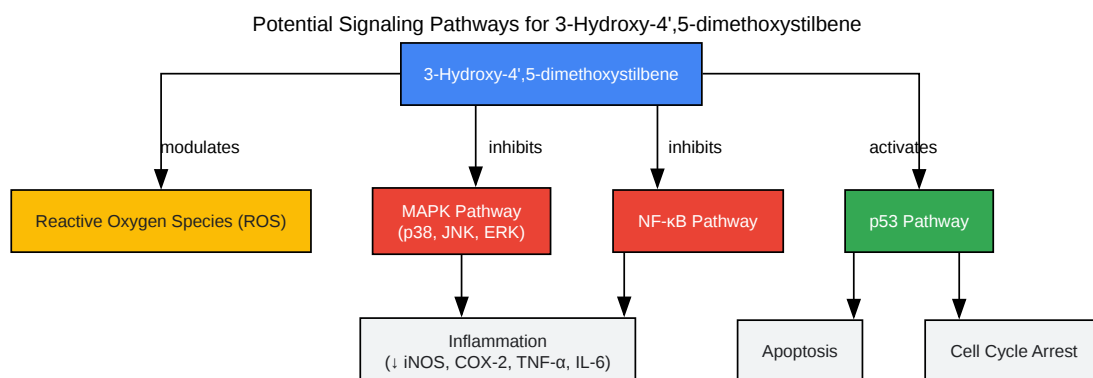 Potential Signaling Pathways for 3-Hydroxy-4',5-dimethoxystilbene
3-Hydroxy-4',5-dimethoxystilbene
modulates
inhibits
inhibits
activates
Reactive Oxygen Species (ROS)
MAPK Pathway
(p38, JNK, ERK)
NF-κB Pathway
p53 Pathway
Inflammation
(↓ iNOS, COX-2, TNF-α, IL-6)
Apoptosis
Cell Cycle Arrest